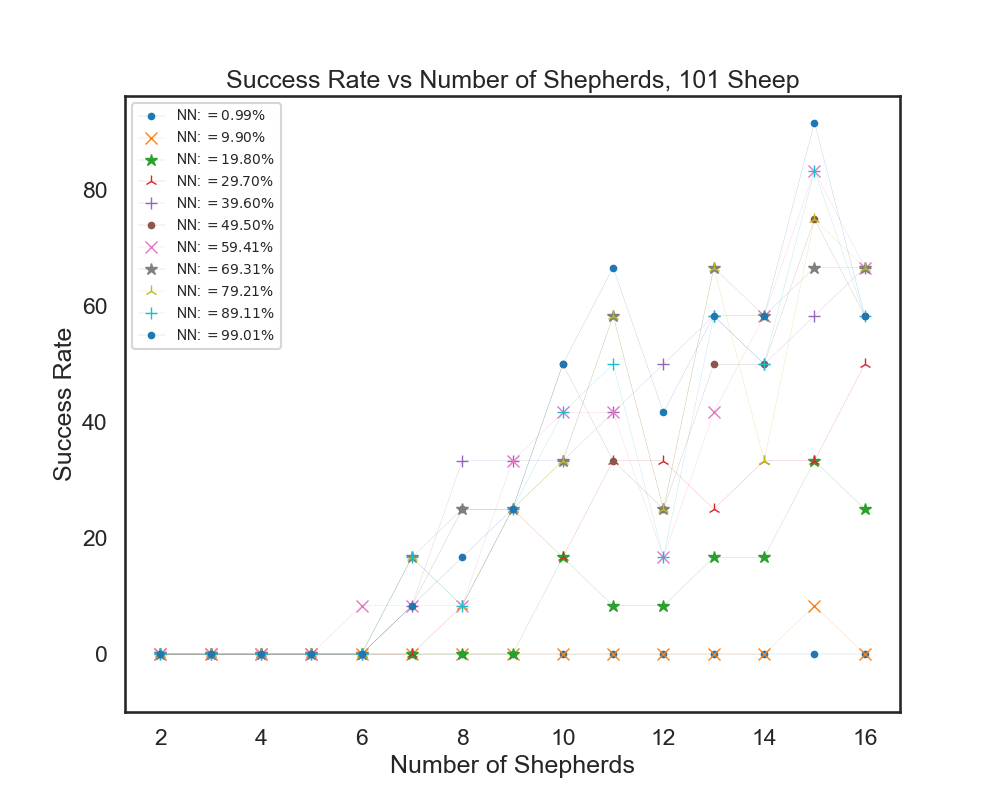 Success Rate vs Number of Shepherds, 101 Sheep
NN: = 0.99%
NN: = 9.90%
NN: = 19.80%
NN: = 29.70%
NN: = 39.60%
NN: = 49.50%
NN: = 59.41%
NN: = 69.31%
NN: = 79.21%
NN: = 89.11%
NN: = 99.01%
80
60
40
20
0
Success Rate
2 4 6 8 10 12 14 16
Number of Shepherds